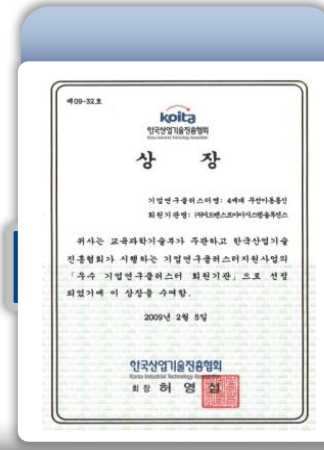 제09-32호
koita
한국산업기술진흥협회
Korea Industrial Technology Association
상 장
기업연구클러스터명: 4세대 무선이동통신
회원기관명:
귀사는 교육과학기술부가 주관하고 한국산업기술
진흥협회가 시행하는 기업연구클러스터지원사업의
「우수 기업연구클러스터 회원기관」으로 선정
되었기에 이 상장을 수여함.
2009년 2월 5일
한국산업기술진흥협회
Korea Industrial Technology Association
회장 허 영 섭